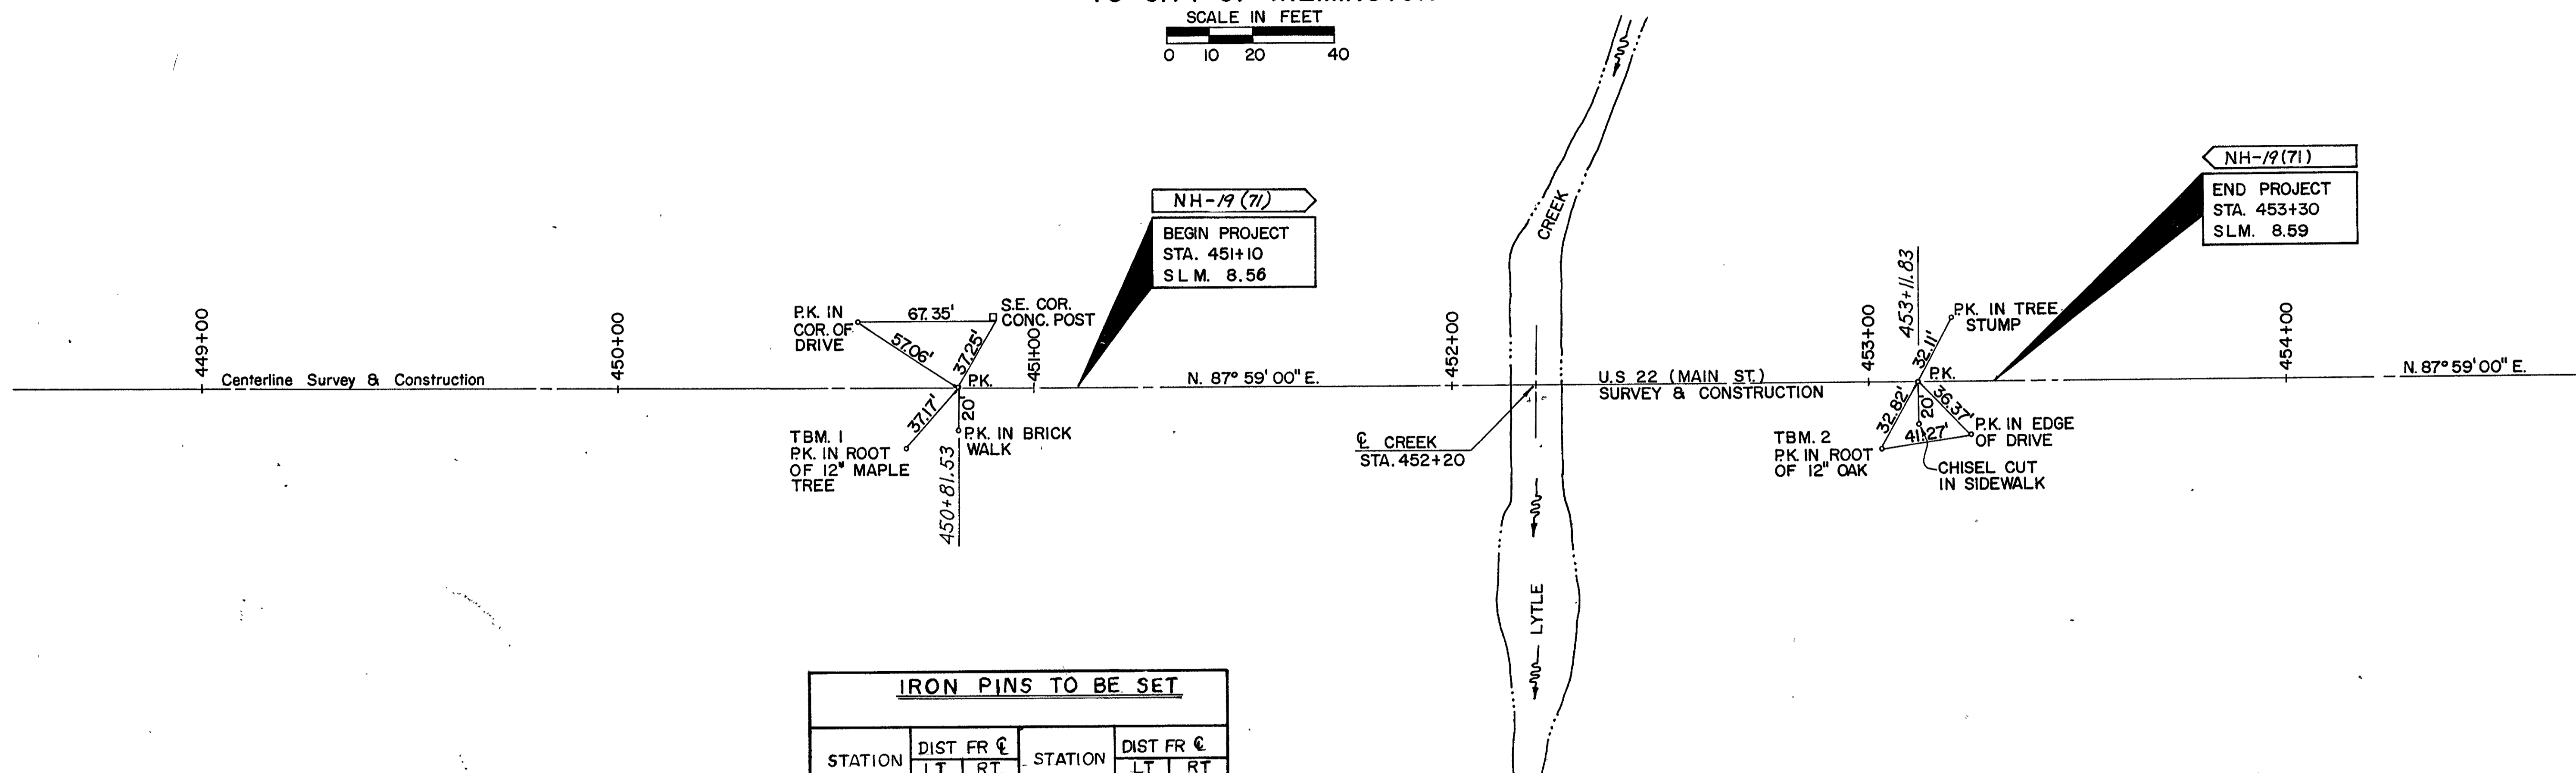 SCALE IN FEET
0 10 20 40
NH-19 (71)
BEGIN PROJECT
STA. 451+10
SLM. 8.56
NH-19(71)
END PROJECT
STA. 453+30
SLM. 8.59
CREEK
449+00
450+00
451+00
452+00
453+00
453+11.83
454+00
P.K. IN
COR. OF
DRIVE
67.35'
S.E. COR.
CONC. POST
57.06'
37.25'
P.K.
Centerline Survey & Construction
N. 87° 59' 00" E.
U.S 22 (MAIN ST.)
SURVEY & CONSTRUCTION
N. 87° 59' 00" E.
37.17'
20'
P.K. IN BRICK
WALK
TBM. 1
P.K. IN ROOT
OF 12" MAPLE
TREE
450+81.53
℄ CREEK
STA. 452+20
P.K. IN TREE
STUMP
32.11'
P.K.
32.82'
20'
36.37'
41.27'
P.K. IN EDGE
OF DRIVE
TBM. 2
P.K. IN ROOT
OF 12" OAK
CHISEL CUT
IN SIDEWALK
LYTLE
IRON PINS TO BE SET
STATION DIST FR ℄ STATION DIST FR ℄
LT RT LT RT